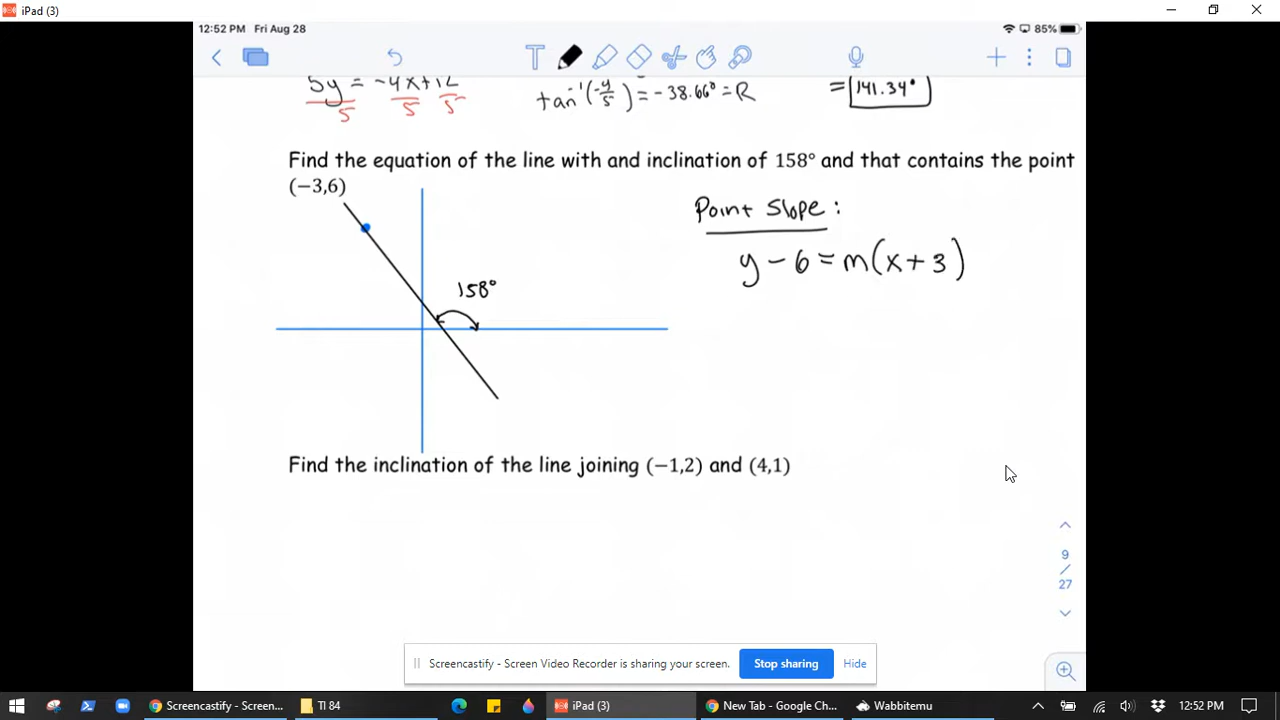 iPad (3)
12:52 PM Fri Aug 28
85%
5y = -4x+12
5 5 5
tan⁻¹(-4/5) = -38.66° = R
= 141.34°
Find the equation of the line with and inclination of 158° and that contains the point
(−3,6)
Point Slope:
y - 6 = m(x + 3)
158°
Find the inclination of the line joining (−1,2) and (4,1)
9
/
27
Screencastify - Screen Video Recorder is sharing your screen.
Stop sharing
Hide
Screencastify - Screen...
TI 84
iPad (3)
New Tab - Google Ch...
Wabbitemu
12:52 PM